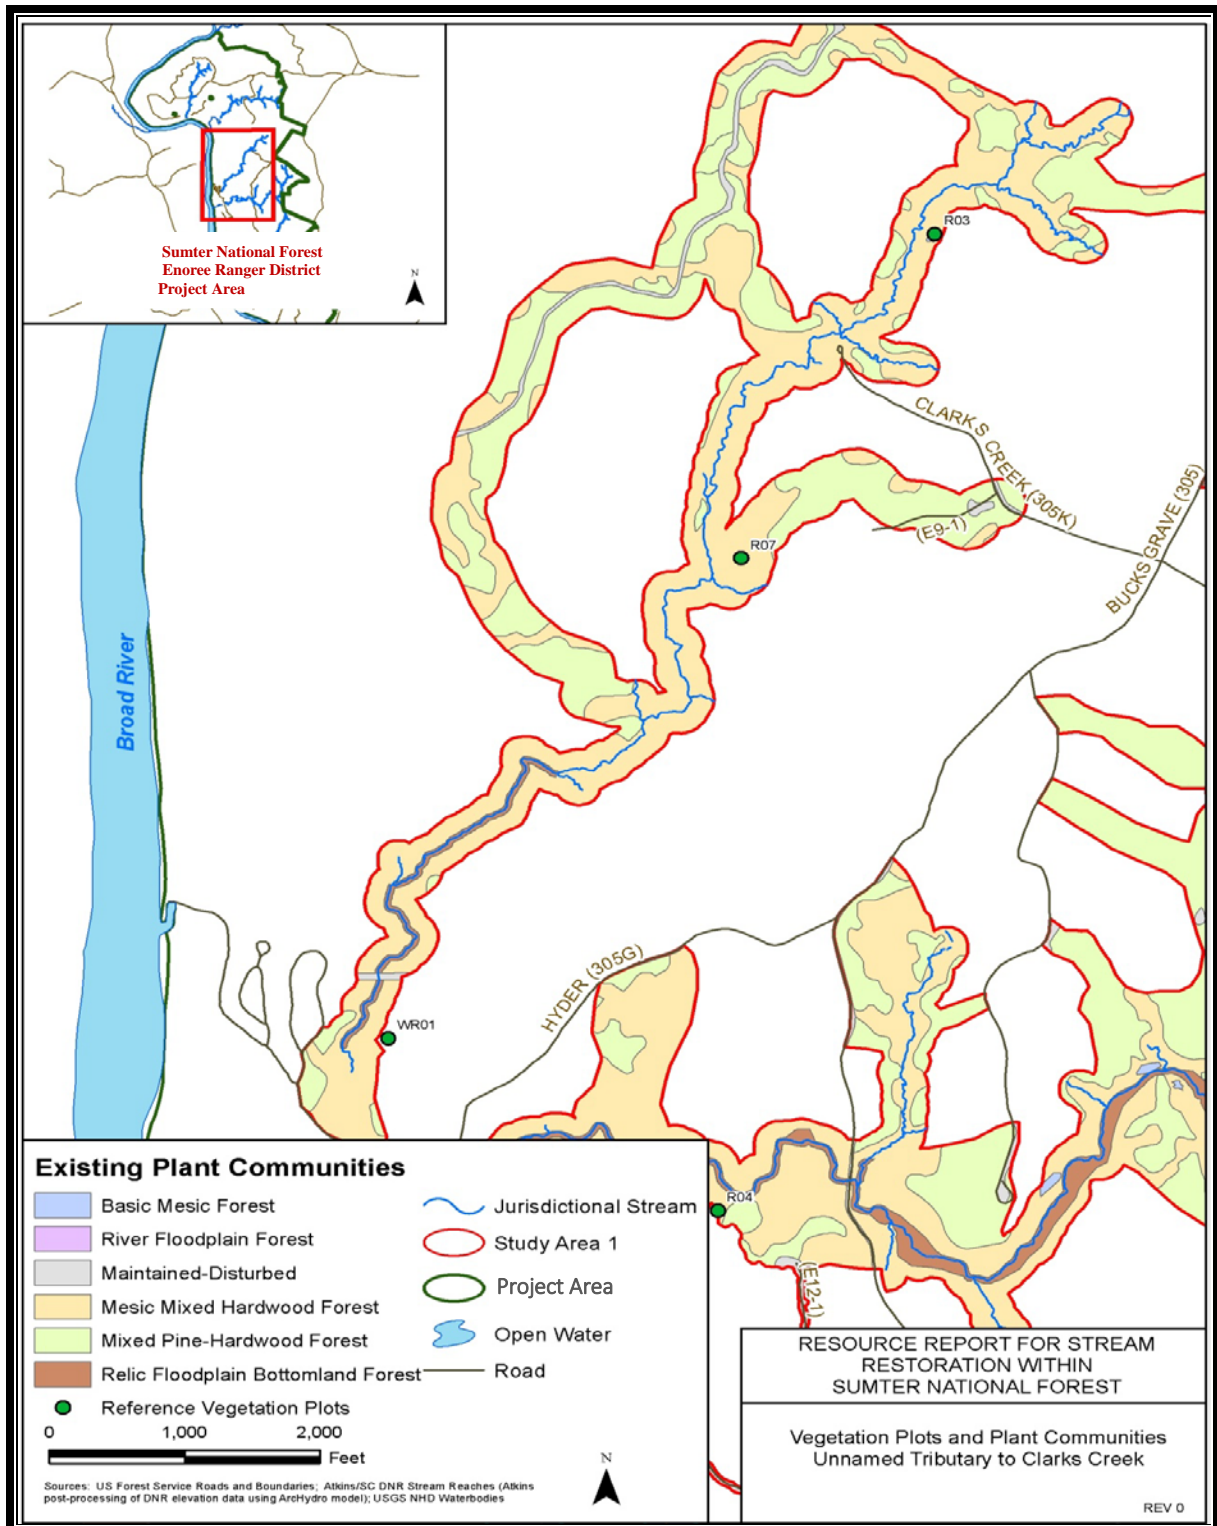 Sumter National Forest
Enoree Ranger District
Project Area
N
R03
CLARKS CREEK (305K)
BUCKS GRAVE (305)
(E9-1)
R07
Broad River
HYDER (305G)
WR01
R04
(E12-1)
Existing Plant Communities
Basic Mesic Forest
River Floodplain Forest
Maintained-Disturbed
Mesic Mixed Hardwood Forest
Mixed Pine-Hardwood Forest
Relic Floodplain Bottomland Forest
Reference Vegetation Plots
Jurisdictional Stream
Study Area 1
Project Area
Open Water
Road
0 1,000 2,000
Feet
N
Sources: US Forest Service Roads and Boundaries; Atkins/SC DNR Stream Reaches (Atkins
post-processing of DNR elevation data using ArcHydro model); USGS NHD Waterbodies
RESOURCE REPORT FOR STREAM
RESTORATION WITHIN
SUMTER NATIONAL FOREST
Vegetation Plots and Plant Communities
Unnamed Tributary to Clarks Creek
REV 0